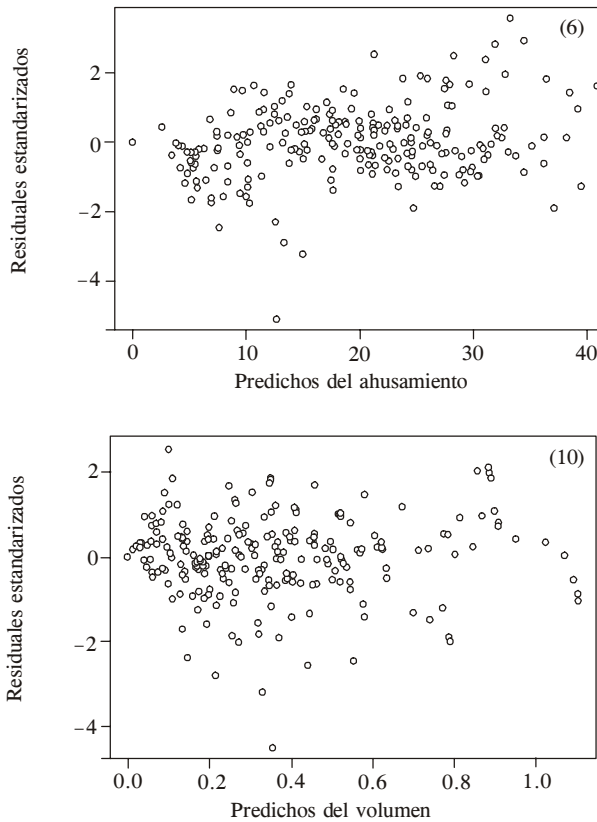 (6)
Residuales estandarizados
2
0
−2
−4
0 10 20 30 40
Predichos del ahusamiento
(10)
Residuales estandarizados
2
0
−2
−4
0.0 0.2 0.4 0.6 0.8 1.0
Predichos del volumen